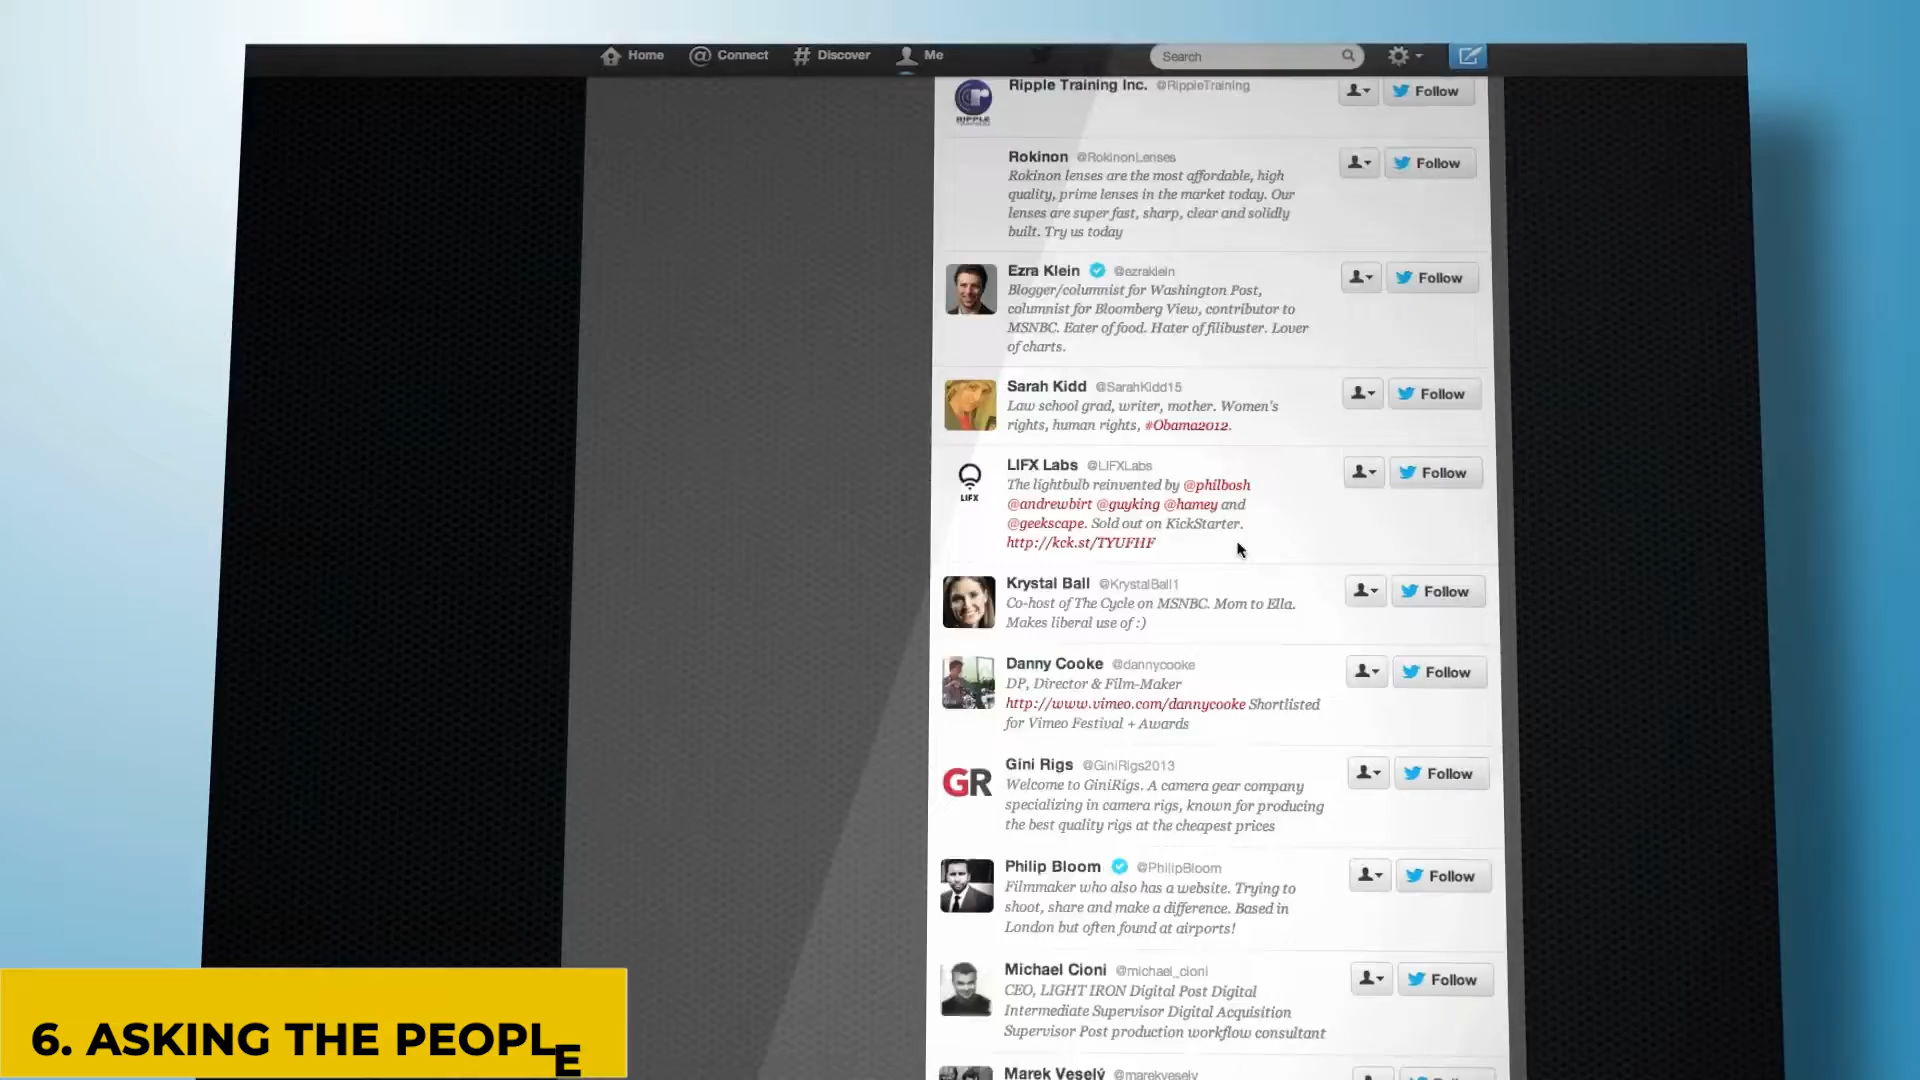 Home
Connect
Discover
Me
Search
Ripple Training Inc. @RippleTraining
RIPPLE
Follow
Rokinon @RokinonLenses
Follow
Rokinon lenses are the most affordable, high
quality, prime lenses in the market today. Our
lenses are super fast, sharp, clear and solidly
built. Try us today
Ezra Klein @ezraklein
Follow
Blogger/columnist for Washington Post,
columnist for Bloomberg View, contributor to
MSNBC. Eater of food. Hater of filibuster. Lover
of charts.
Sarah Kidd @SarahKidd15
Follow
Law school grad, writer, mother. Women's
rights, human rights, #Obama2012.
LIFX Labs @LIFXLabs
LIFX
Follow
The lightbulb reinvented by @philbosh
@andrewbirt @guyking @hamey and
@geekscape. Sold out on KickStarter.
http://kck.st/TYUFHF
Krystal Ball @KrystalBall1
Follow
Co-host of The Cycle on MSNBC. Mom to Ella.
Makes liberal use of :)
Danny Cooke @dannycooke
Follow
DP, Director & Film-Maker
http://www.vimeo.com/dannycooke Shortlisted
for Vimeo Festival + Awards
Gini Rigs @GiniRigs2013
GR
Follow
Welcome to GiniRigs. A camera gear company
specializing in camera rigs, known for producing
the best quality rigs at the cheapest prices
Philip Bloom @PhilipBloom
Follow
Filmmaker who also has a website. Trying to
shoot, share and make a difference. Based in
London but often found at airports!
Michael Cioni @michael_cioni
Follow
CEO, LIGHT IRON Digital Post Digital
Intermediate Supervisor Digital Acquisition
Supervisor Post production workflow consultant
Marek Veselý @marekvesely
6. ASKING THE PEOPLE